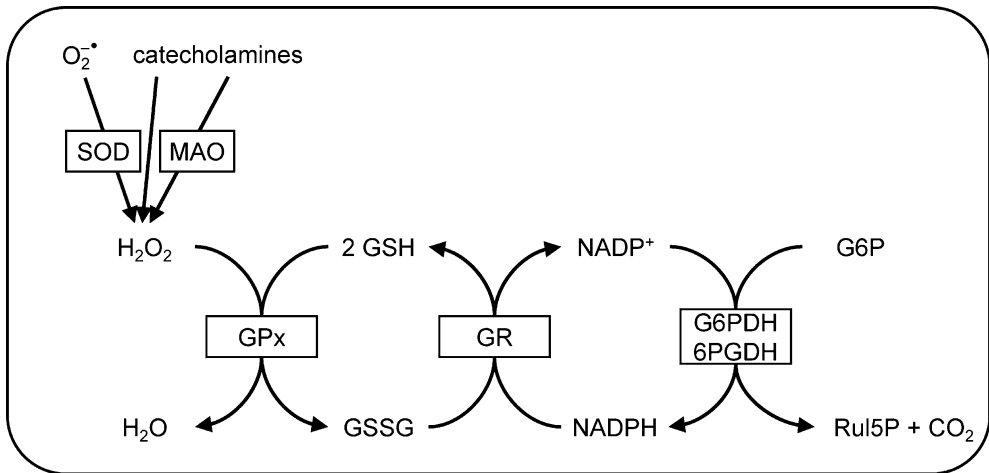 O₂⁻• catecholamines
SOD MAO
H₂O₂ 2 GSH NADP⁺ G6P
GPx GR G6PDH
6PGDH
H₂O GSSG NADPH Rul5P + CO₂